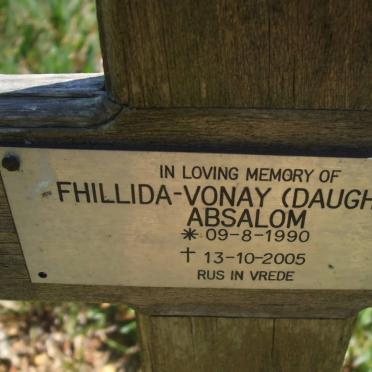 IN LOVING MEMORY OF
FHILLIDA-VONAY (DAUGH
ABSALOM
* 09-8-1990
† 13-10-2005
RUS IN VREDE